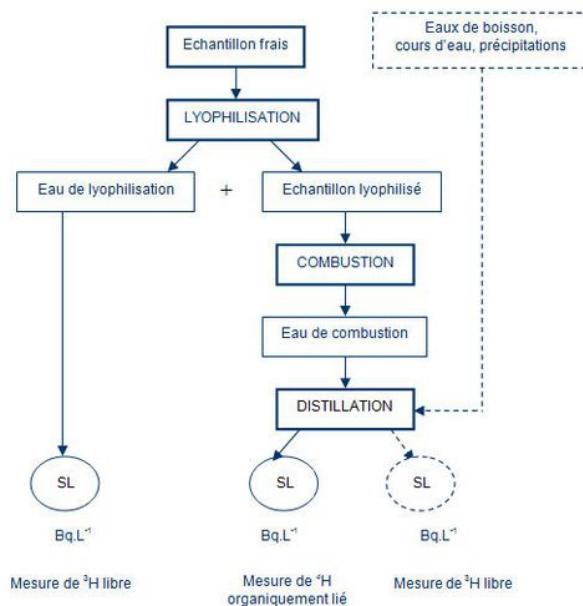 Echantillon frais
Eaux de boisson,
cours d'eau, précipitations
LYOPHILISATION
Eau de lyophilisation
+
Echantillon lyophilisé
COMBUSTION
Eau de combustion
DISTILLATION
SL
SL
SL
Bq.L⁻¹
Bq.L⁻¹
Bq.L⁻¹
Mesure de ³H libre
Mesure de ³H
organiquement lié
Mesure de ³H libre